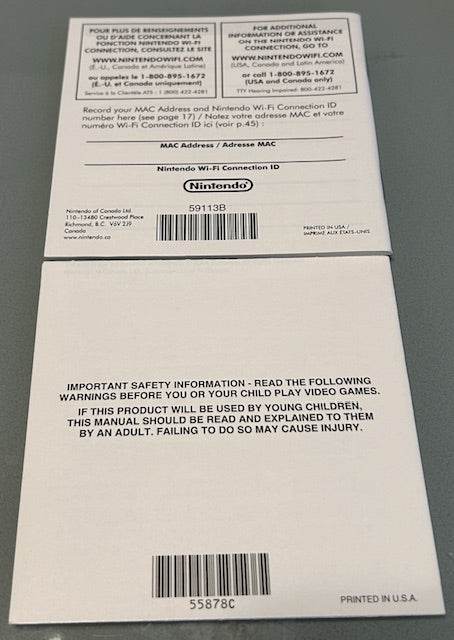 POUR PLUS DE RENSEIGNEMENTS
OU D'AIDE CONCERNANT LA
FONCTION NINTENDO WI-FI
CONNECTION, CONSULTEZ LE SITE
WWW.NINTENDOWIFI.COM
(É.-U., Canada et Amérique Latine)
ou appelez le 1-800-895-1672
(É.-U. et Canada uniquement)
Service à la Clientèle ATS : 1 (800) 422-4281
FOR ADDITIONAL
INFORMATION OR ASSISTANCE
ON THE NINTENDO WI-FI
CONNECTION, GO TO
WWW.NINTENDOWIFI.COM
(USA, Canada and Latin America)
or call 1-800-895-1672
(USA and Canada only)
TTY Hearing Impaired: 800-422-4281
Record your MAC Address and Nintendo Wi-Fi Connection ID
number here (see page 17) / Notez votre adresse MAC et votre
numéro Wi-Fi Connection ID ici (voir p.45) :
MAC Address / Adresse MAC
Nintendo Wi-Fi Connection ID
Nintendo®
59113B
Nintendo of Canada Ltd.
110-13480 Crestwood Place
Richmond, B.C. V6V 2J9
Canada
www.nintendo.ca
PRINTED IN USA /
IMPRIMÉ AUX ÉTATS-UNIS
IMPORTANT SAFETY INFORMATION - READ THE FOLLOWING
WARNINGS BEFORE YOU OR YOUR CHILD PLAY VIDEO GAMES.
IF THIS PRODUCT WILL BE USED BY YOUNG CHILDREN,
THIS MANUAL SHOULD BE READ AND EXPLAINED TO THEM
BY AN ADULT. FAILING TO DO SO MAY CAUSE INJURY.
55878C
PRINTED IN U.S.A.